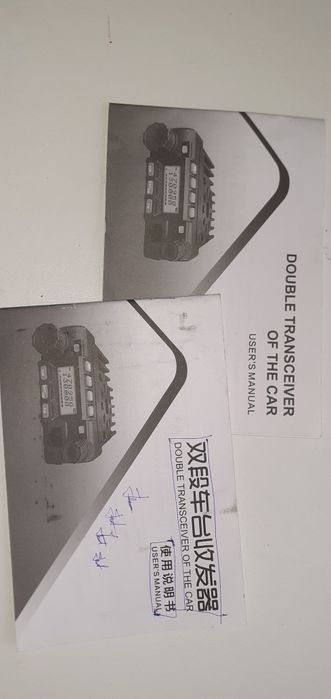 DOUBLE TRANSCEIVER
OF THE CAR
USER'S MANUAL
双段车台收发器
DOUBLE TRANSCEIVER OF THE CAR
使用说明书
USER'S MANUAL